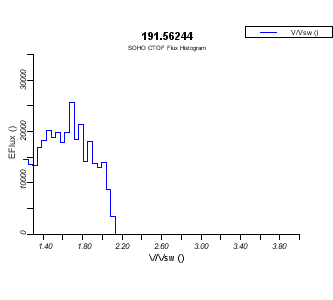 191.56244
V/Vsw ()
SOHO CTOF Flux Histogram
30000
20000
10000
0
EFlux ()
1.40 1.80 2.20 2.60 3.00 3.40 3.80
V/Vsw ()